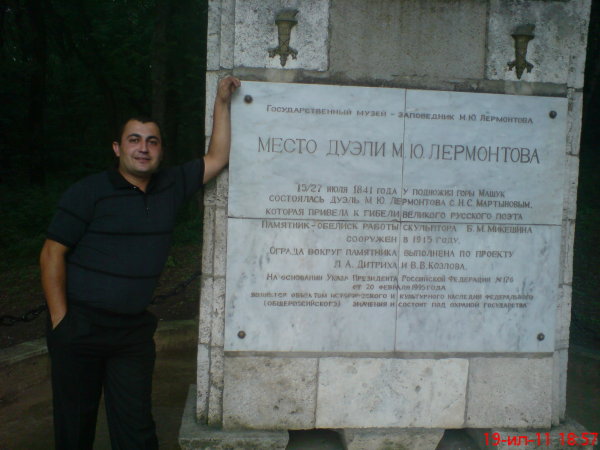 Государственный музей - заповедник М.Ю. Лермонтова
МЕСТО ДУЭЛИ М.Ю. ЛЕРМОНТОВА
15/27 июля 1841 года у подножия горы Машук
состоялась дуэль М.Ю. Лермонтова с Н.С. Мартыновым,
которая привела к гибели великого русского поэта
Памятник-обелиск работы скульптора Б.М. Микешина
сооружен в 1915 году.
Ограда вокруг памятника выполнена по проекту
Л.А. Дитриха и В.В. Козлова.
На основании Указа Президента Российской Федерации № 176
от 20 февраля 1995 года
является объектом исторического и культурного наследия федерального
(общероссийского) значения и состоит под охраной государства
19-ил-11 18:57